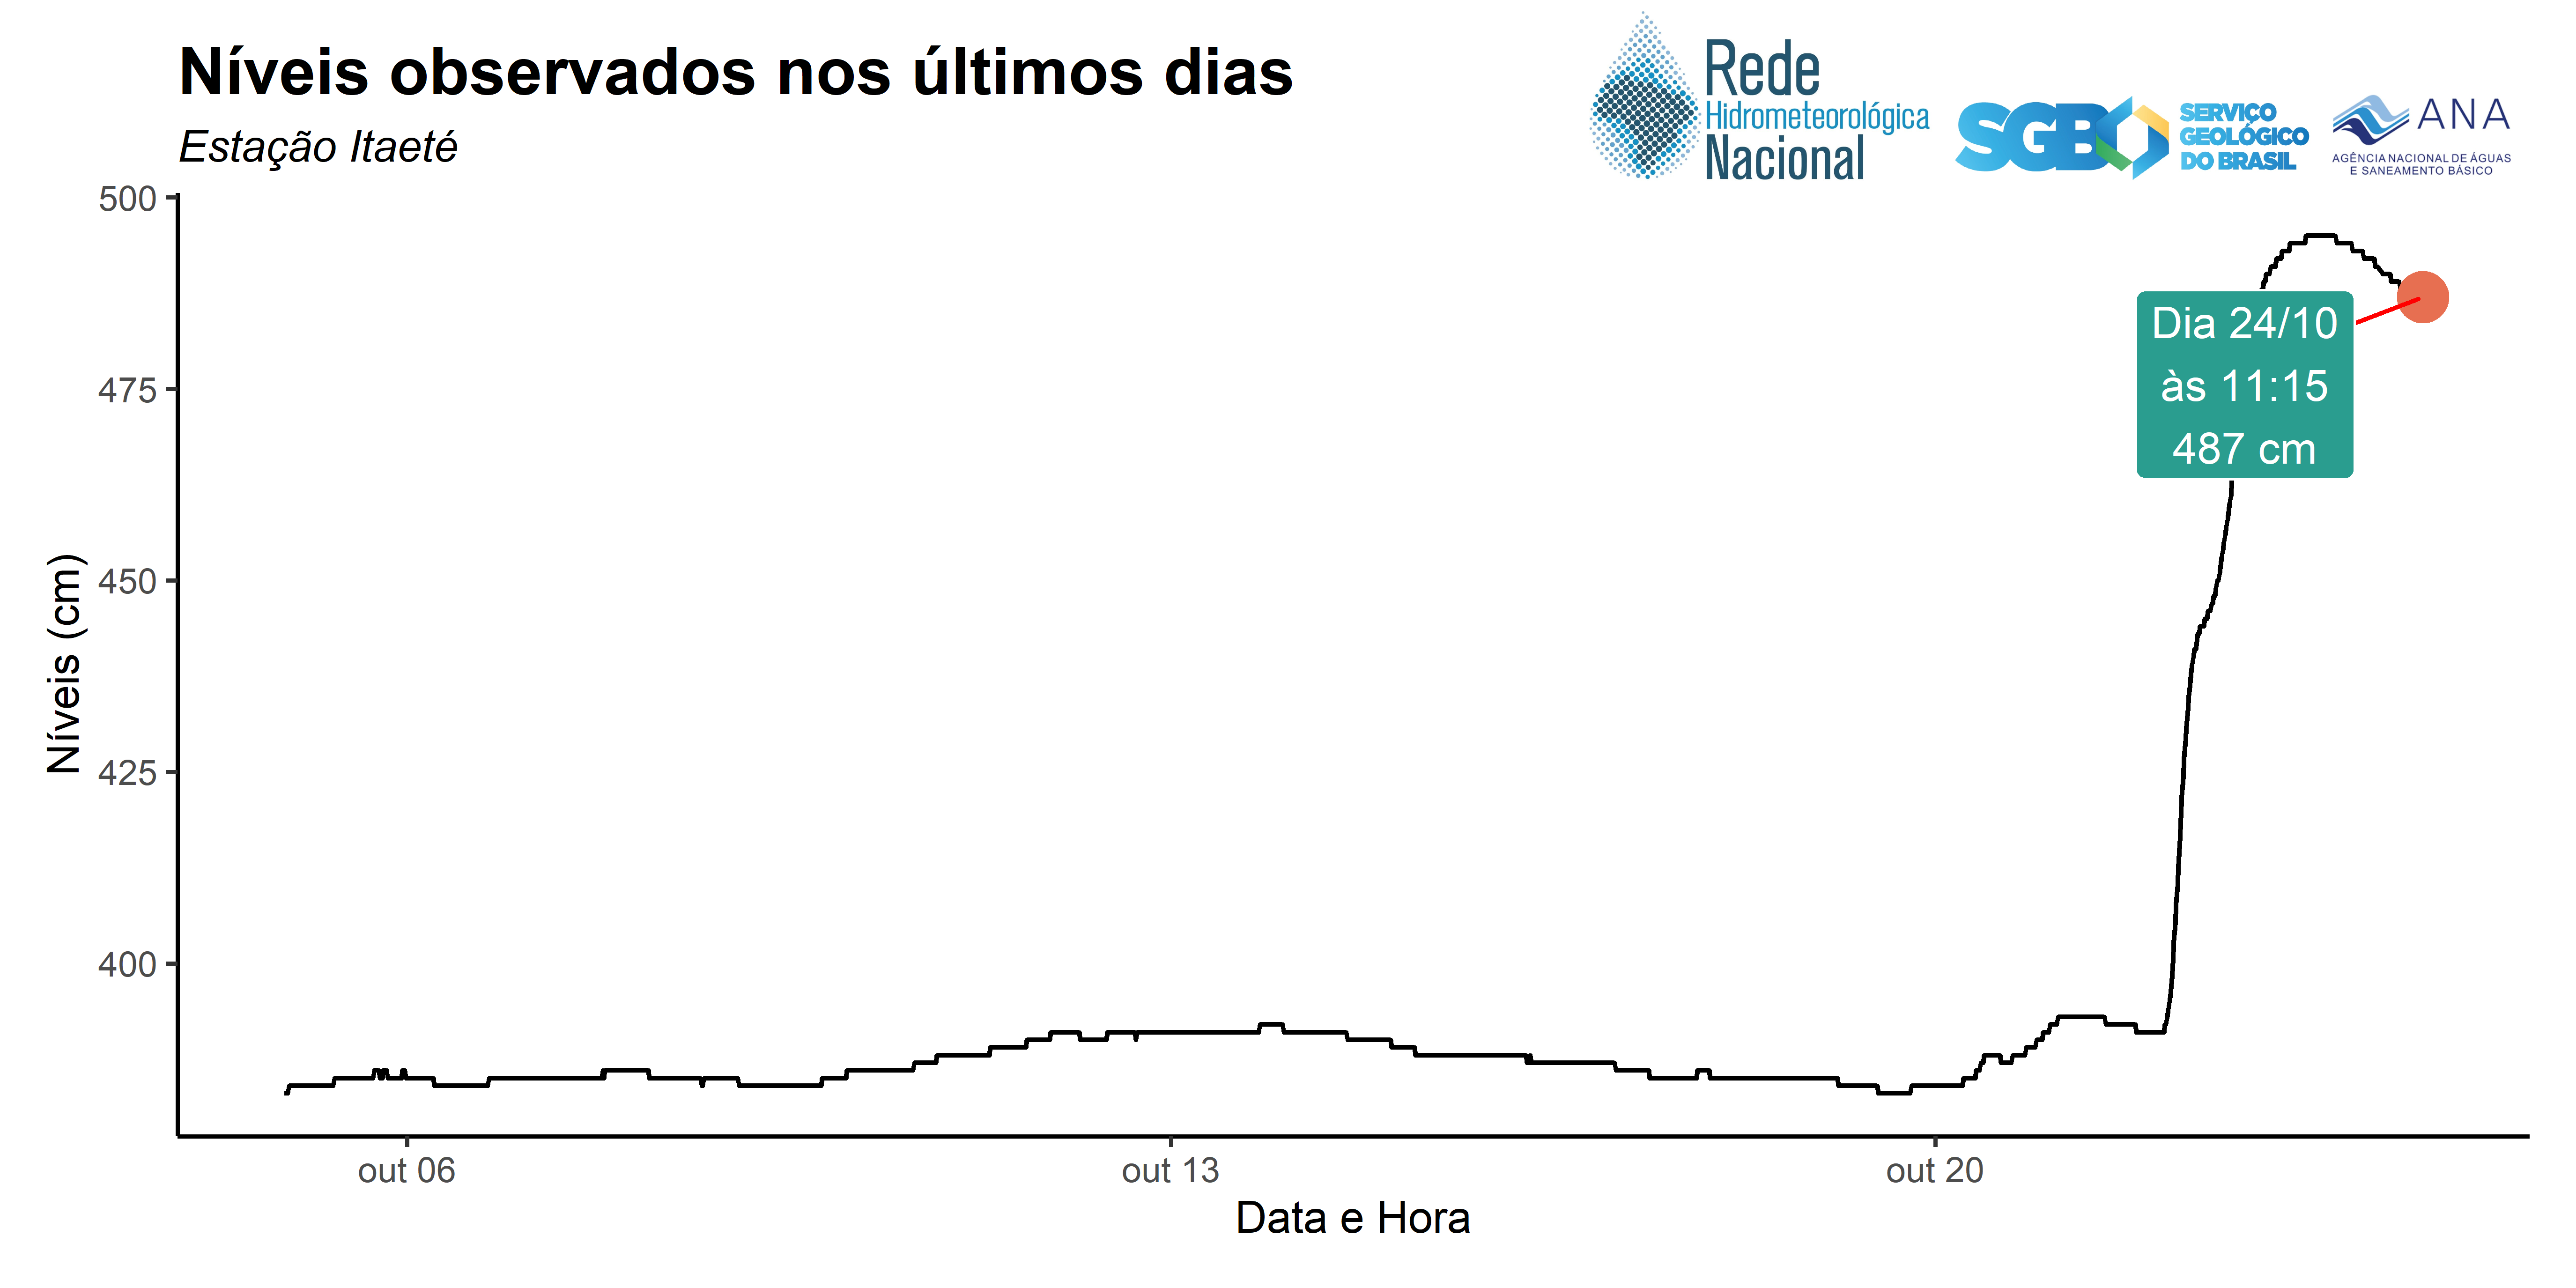 Níveis observados nos últimos dias
Estação Itaeté
Rede
Hidrometeorológica
Nacional
SGB
SERVIÇO
GEOLÓGICO
DO BRASIL
ANA
AGÊNCIA NACIONAL DE ÁGUAS
E SANEAMENTO BÁSICO
500
475
450
425
400
Níveis (cm)
Dia 24/10
às 11:15
487 cm
out 06
out 13
out 20
Data e Hora